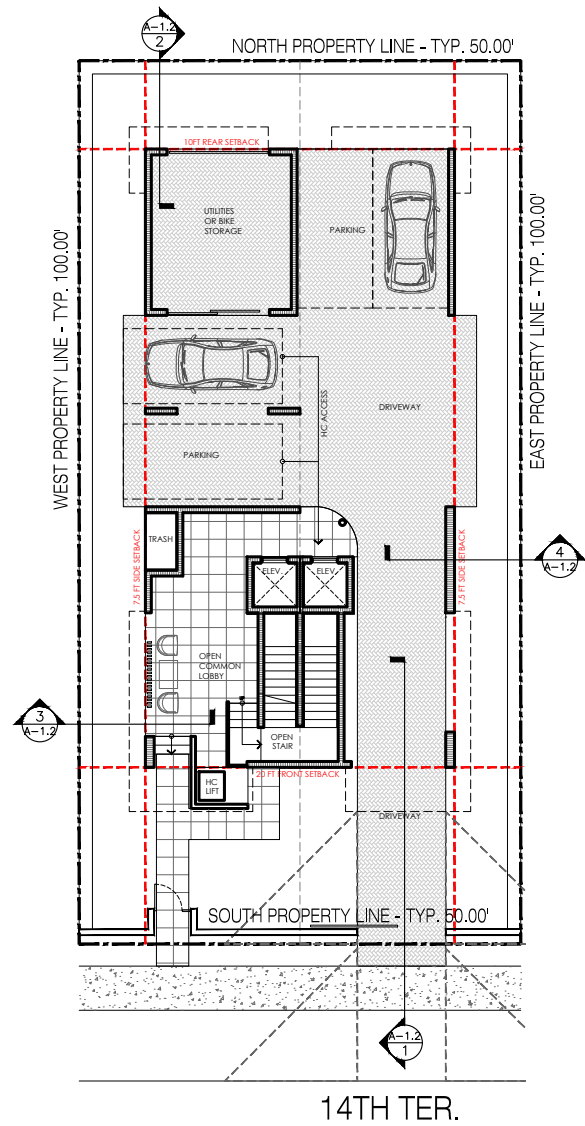 A-1.2
2
NORTH PROPERTY LINE - TYP. 50.00'
10FT REAR SETBACK
UTILITIES
OR BIKE
STORAGE
PARKING
WEST PROPERTY LINE - TYP. 100.00'
EAST PROPERTY LINE - TYP. 100.00'
HC ACCESS
DRIVEWAY
PARKING
TRASH
7.5 FT SIDE SETBACK
ELEV.
ELEV.
7.5 FT SIDE SETBACK
4
A-1.2
OPEN
COMMON
LOBBY
3
A-1.2
OPEN
STAIR
20 FT FRONT SETBACK
HC
LIFT
DRIVEWAY
SOUTH PROPERTY LINE - TYP. 50.00'
A-1.2
1
14TH TER.